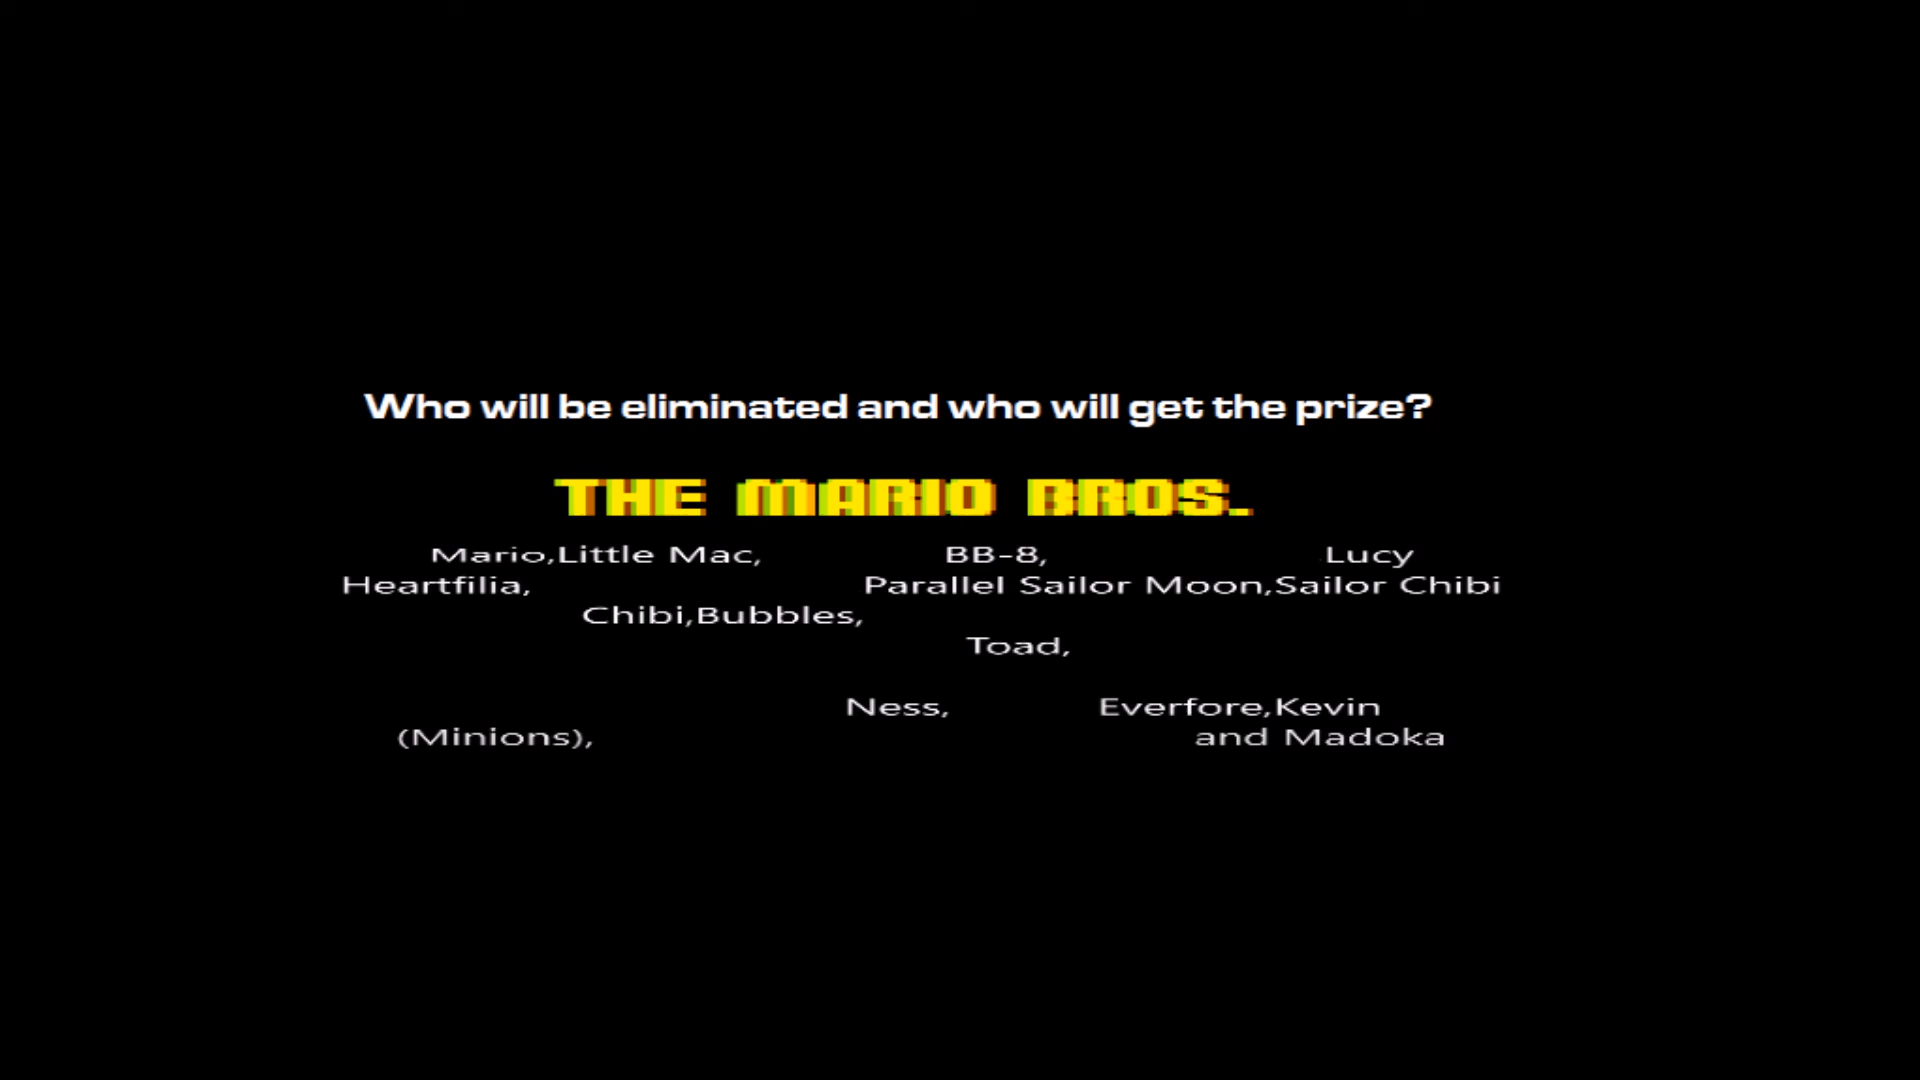 Who will be eliminated and who will get the prize?
THE MARIO BROS.
Mario,Little Mac, BB-8, Lucy
Heartfilia, Parallel Sailor Moon,Sailor Chibi
Chibi,Bubbles,
Toad,
Ness, Everfore,Kevin
(Minions), and Madoka